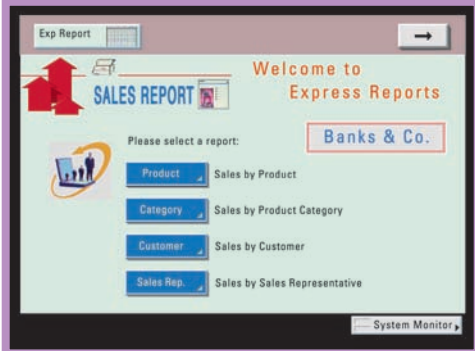 Exp Report
→
Welcome to
Express Reports
SALES REPORT
Banks & Co.
Please select a report:
Product Sales by Product
Category Sales by Product Category
Customer Sales by Customer
Sales Rep. Sales by Sales Representative
System Monitor